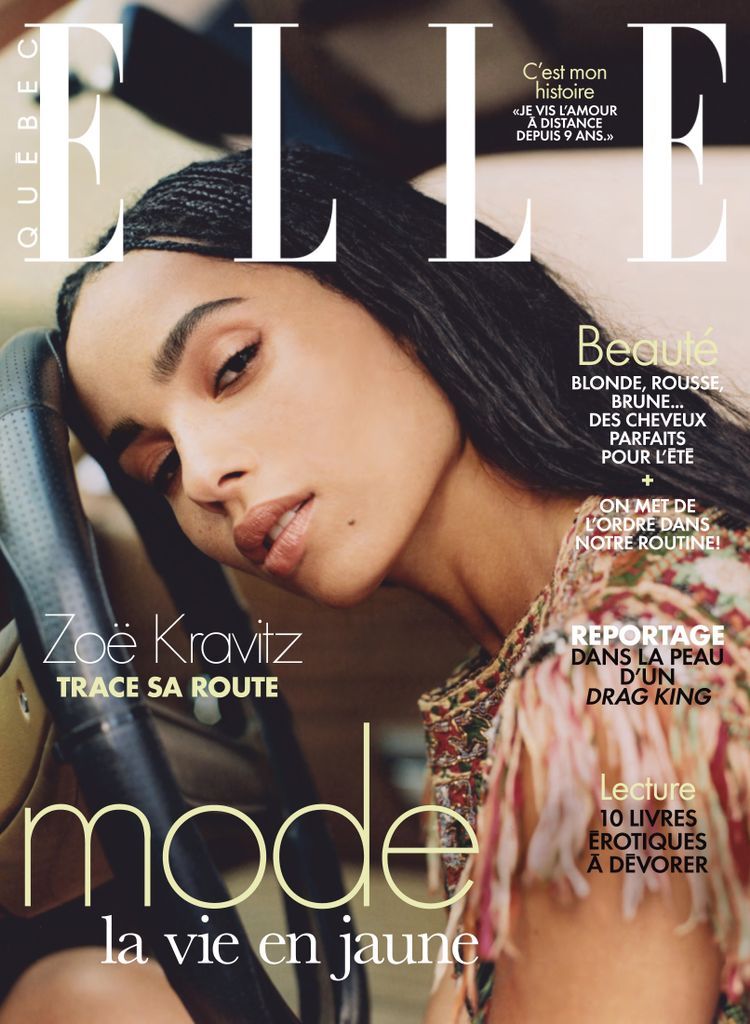 QUÉBEC
ELLE
C'est mon
histoire
«JE VIS L'AMOUR
À DISTANCE
DEPUIS 9 ANS.»
Beauté
BLONDE, ROUSSE,
BRUNE...
DES CHEVEUX
PARFAITS
POUR L'ÉTÉ
+
ON MET DE
L'ORDRE DANS
NOTRE ROUTINE!
Zoë Kravitz
TRACE SA ROUTE
REPORTAGE
DANS LA PEAU
D'UN
DRAG KING
mode
la vie en jaune
Lecture
10 LIVRES
ÉROTIQUES
À DÉVORER